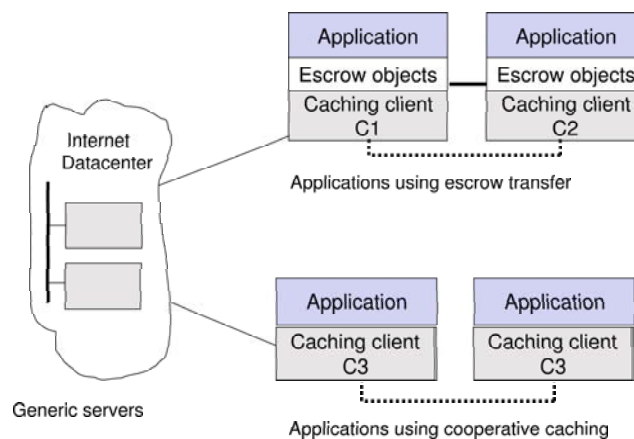 Application
Application
Escrow objects
Escrow objects
Caching client
C1
Caching client
C2
Internet
Datacenter
Applications using escrow transfer
Application
Application
Caching client
C3
Caching client
C3
Generic servers
Applications using cooperative caching